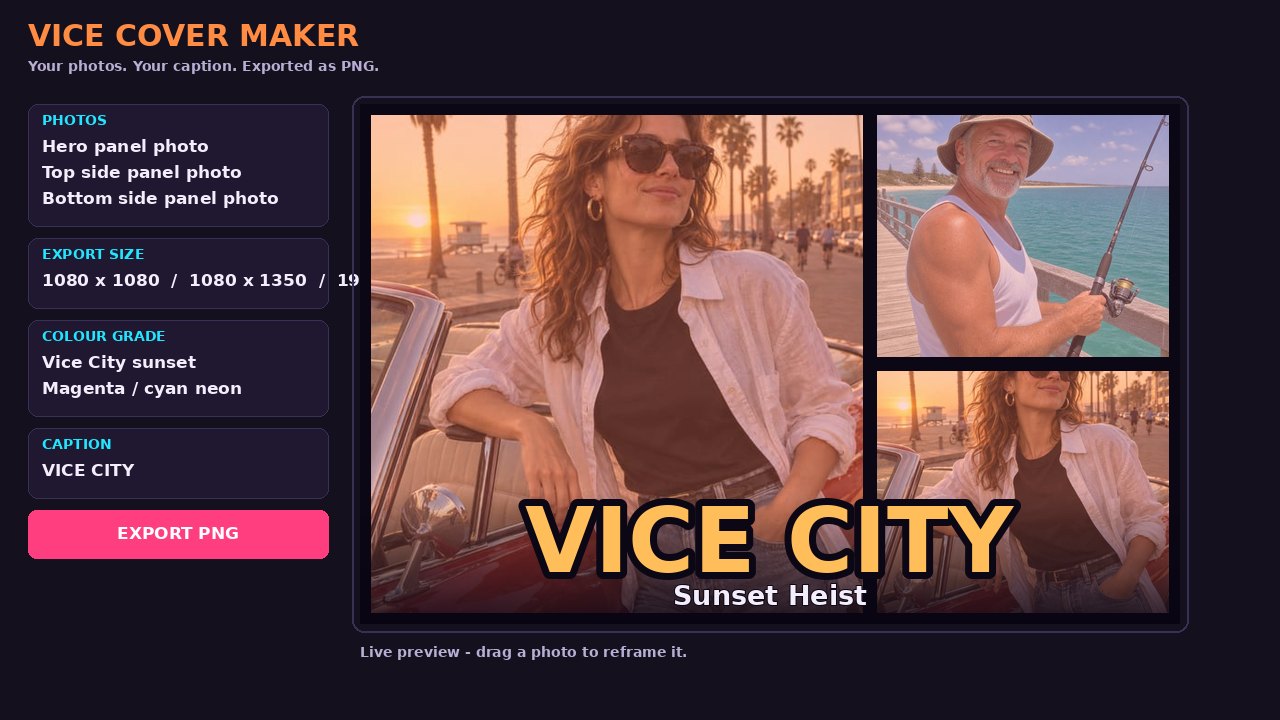 VICE COVER MAKER
Your photos. Your caption. Exported as PNG.
PHOTOS
Hero panel photo
Top side panel photo
Bottom side panel photo
EXPORT SIZE
1080 x 1080 / 1080 x 1350 / 19
COLOUR GRADE
Vice City sunset
Magenta / cyan neon
CAPTION
VICE CITY
EXPORT PNG
VICE CITY
Sunset Heist
Live preview - drag a photo to reframe it.